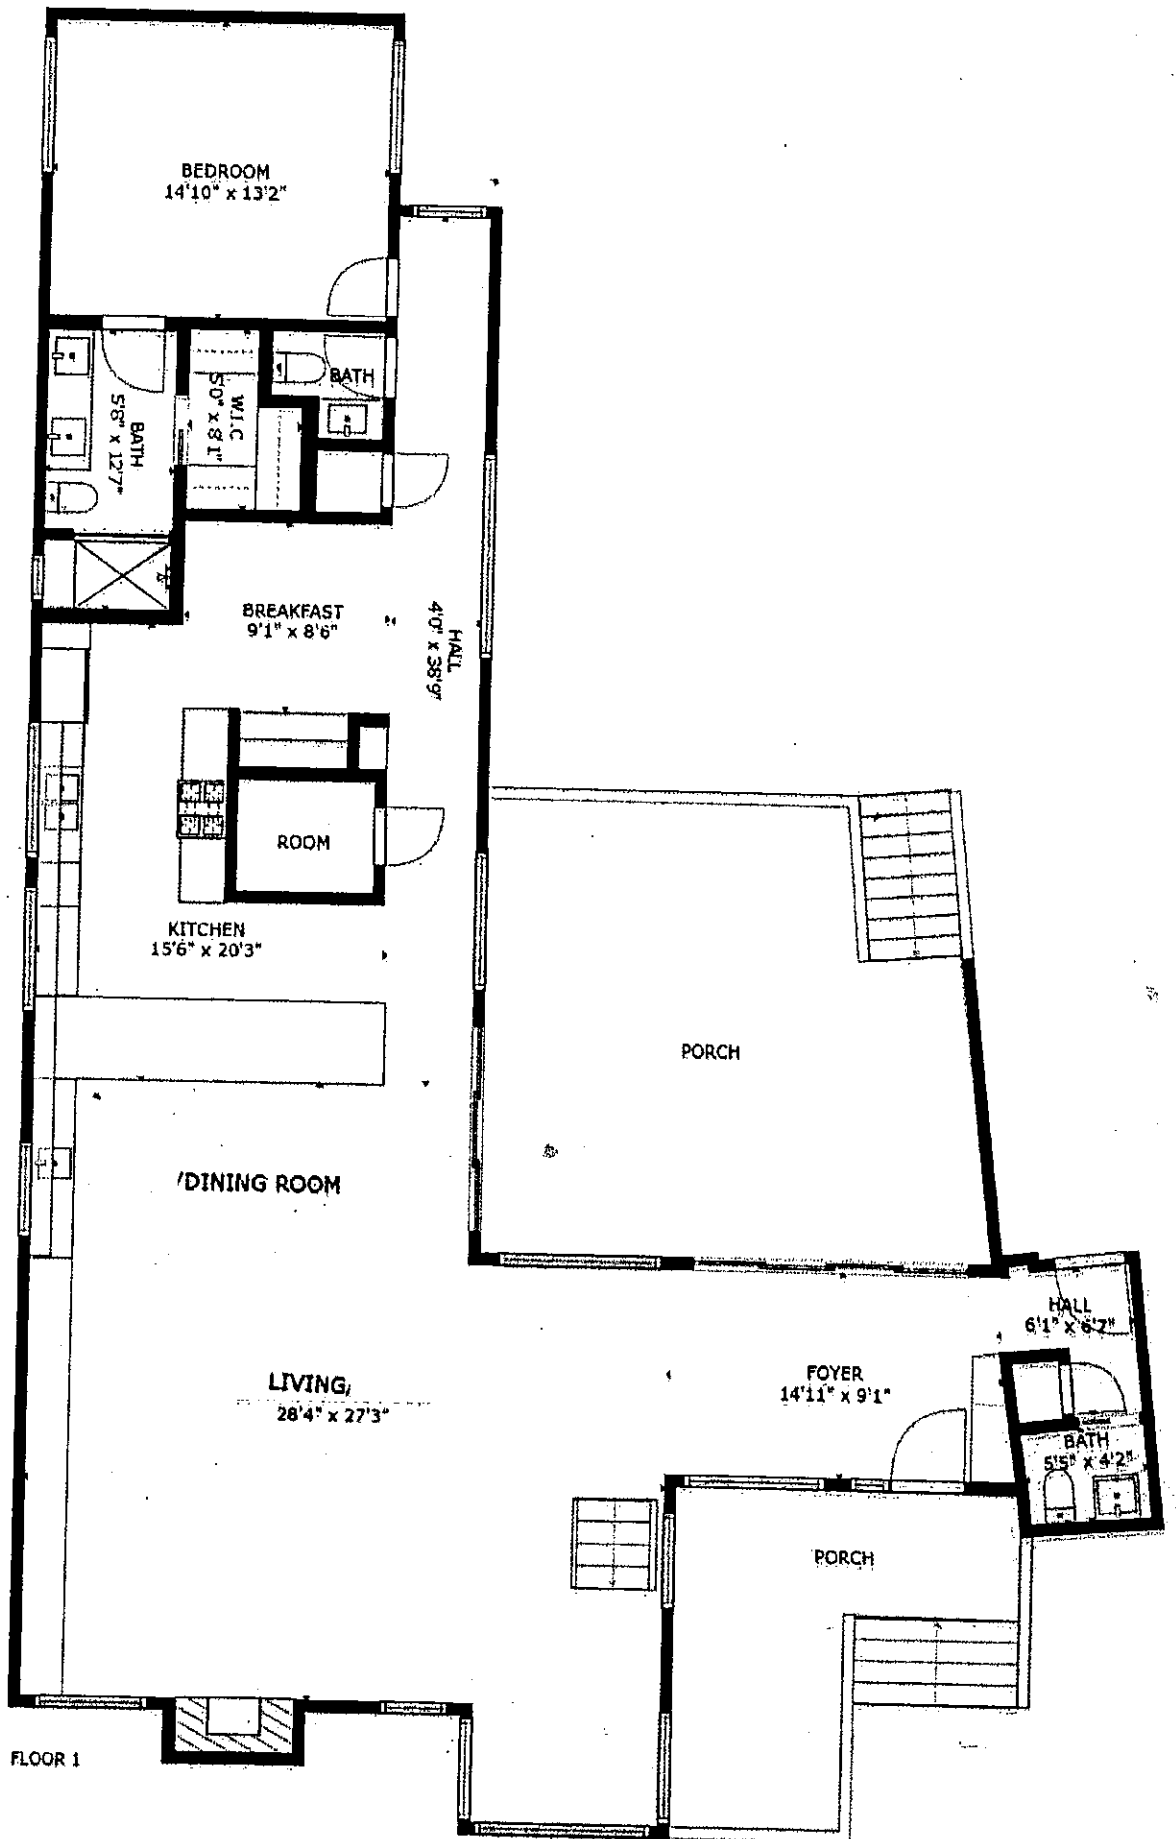 BEDROOM
14'10" x 13'2"
BATH
W.I.C
5'0" x 8'1"
BATH
5'8" x 12'7"
BREAKFAST
9'1" x 8'6"
HALL
4'0" x 38'9"
ROOM
KITCHEN
15'6" x 20'3"
PORCH
/DINING ROOM
HALL
6'1" x 6'7"
LIVING/
28'4" x 27'3"
FOYER
14'11" x 9'1"
BATH
5'5" x 4'2"
PORCH
FLOOR 1